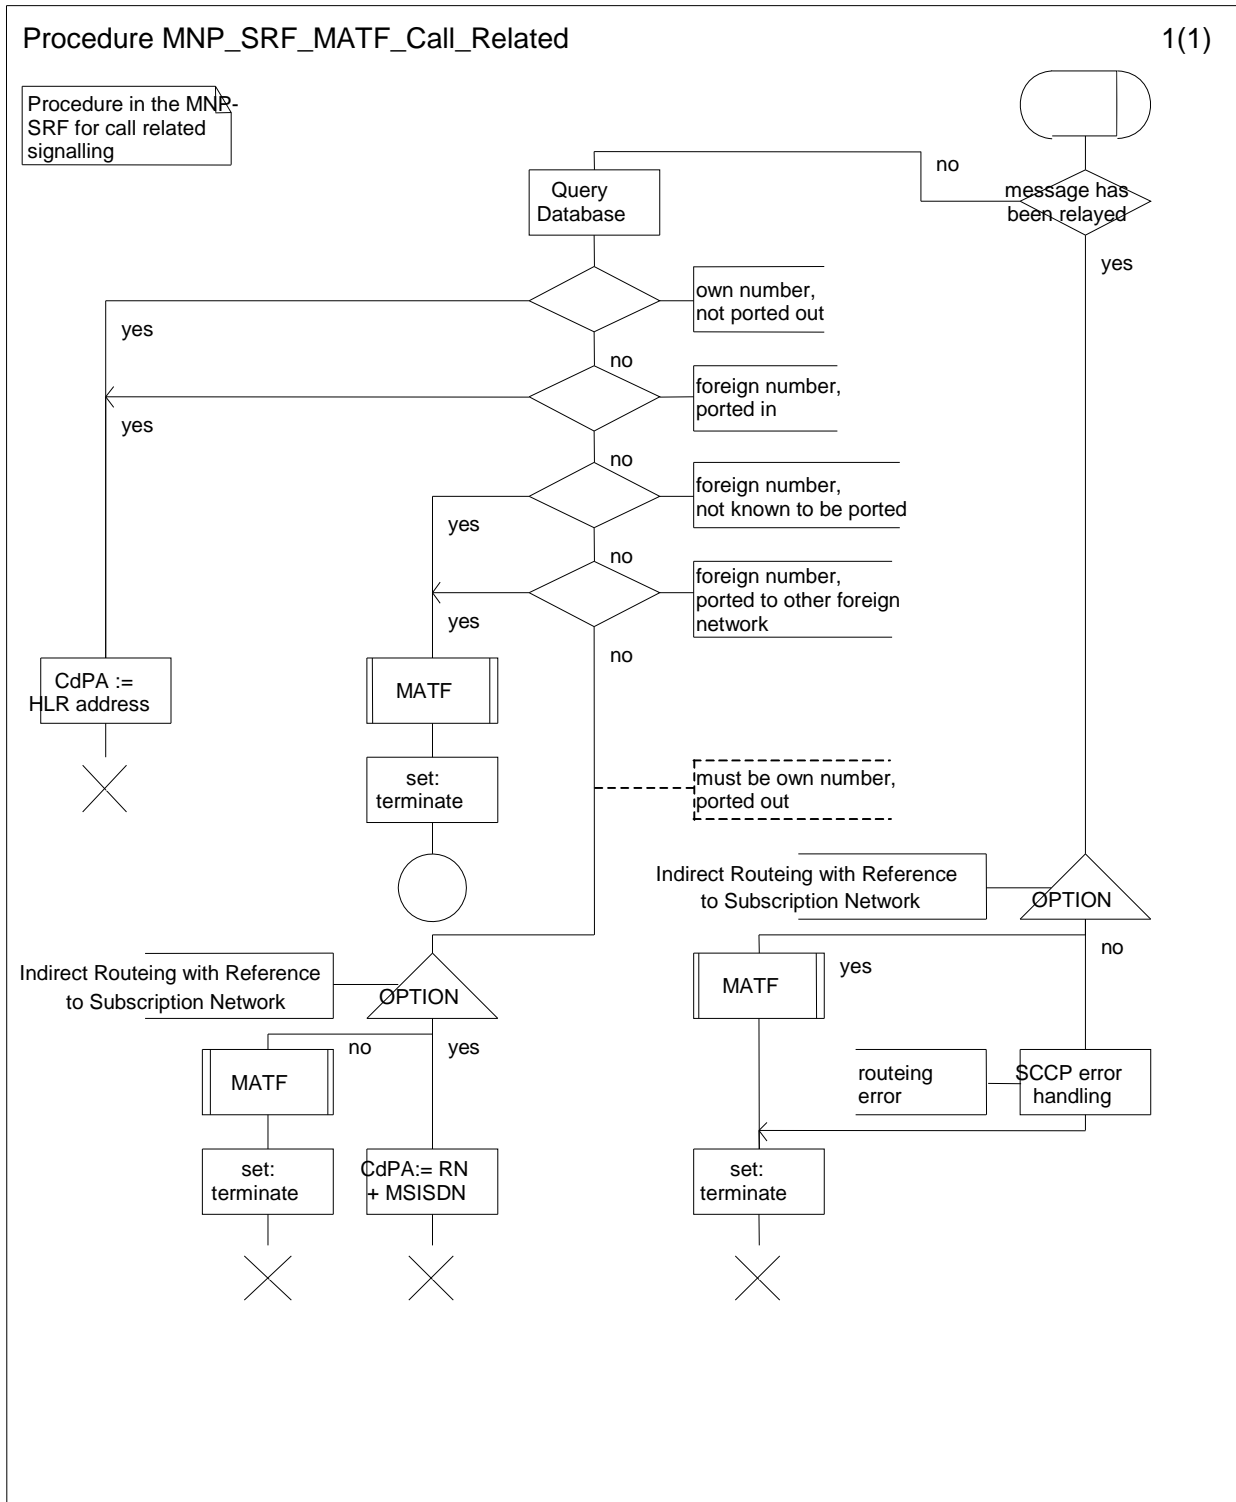 Procedure MNP_SRF_MATF_Call_Related
1(1)
Procedure in the MNP-
SRF for call related
signalling
no
Query
Database
message has
been relayed
yes
own number,
not ported out
yes
no
foreign number,
ported in
yes
no
foreign number,
not known to be ported
yes
no
foreign number,
ported to other foreign
network
yes
no
CdPA :=
HLR address
MATF
set:
terminate
must be own number,
ported out
Indirect Routeing with Reference
to Subscription Network
OPTION
no
yes
MATF
Indirect Routeing with Reference
to Subscription Network
OPTION
no
yes
MATF
routeing
error
SCCP error
handling
set:
terminate
CdPA:= RN
+ MSISDN
set:
terminate